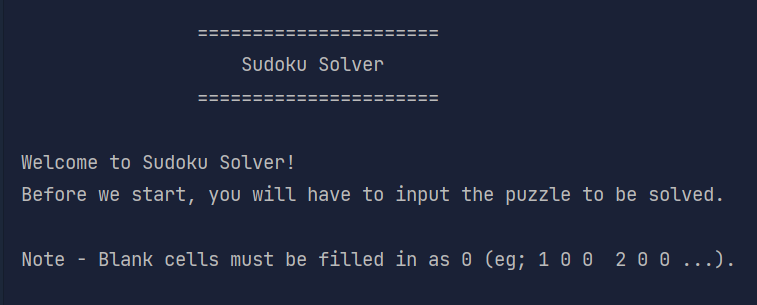 ======================
Sudoku Solver
======================
Welcome to Sudoku Solver!
Before we start, you will have to input the puzzle to be solved.
Note - Blank cells must be filled in as 0 (eg; 1 0 0  2 0 0 ...).